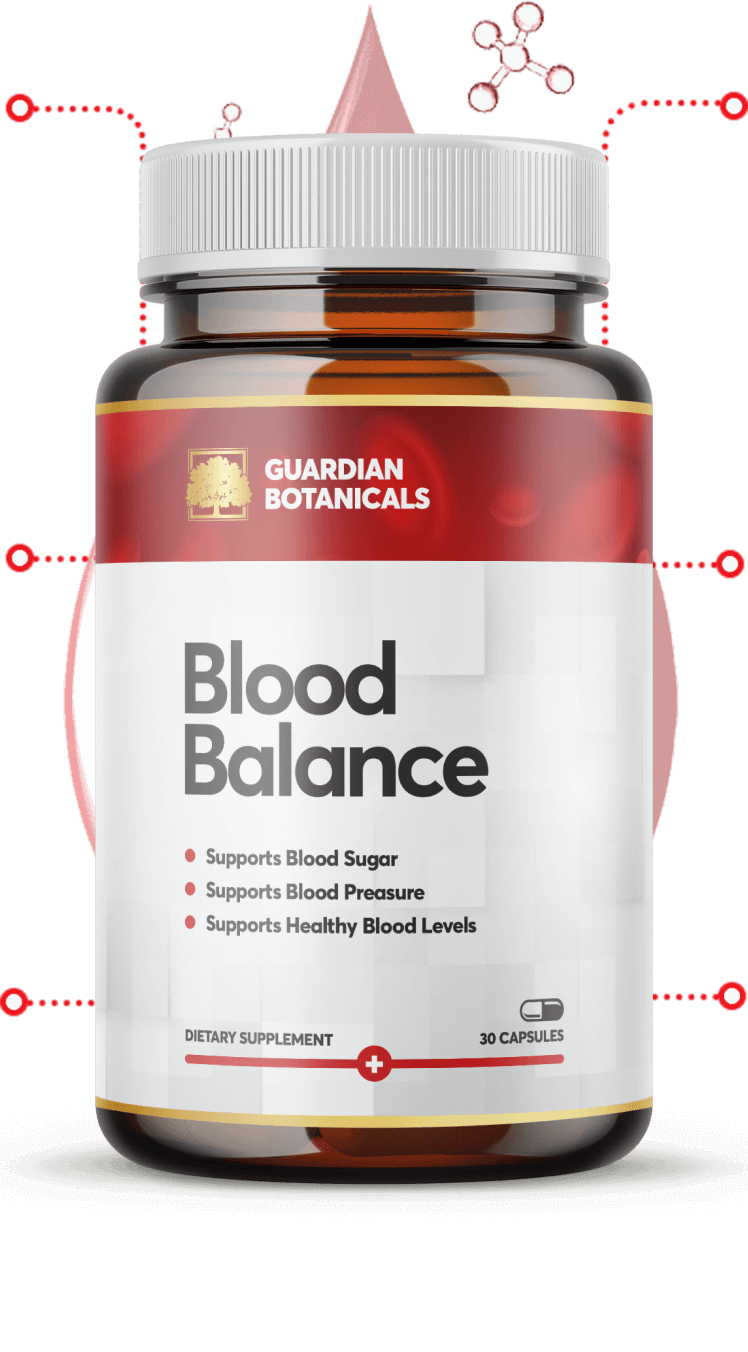 GUARDIAN
BOTANICALS
Blood
Balance
Supports Blood Sugar
Supports Blood Preasure
Supports Healthy Blood Levels
DIETARY SUPPLEMENT
30 CAPSULES